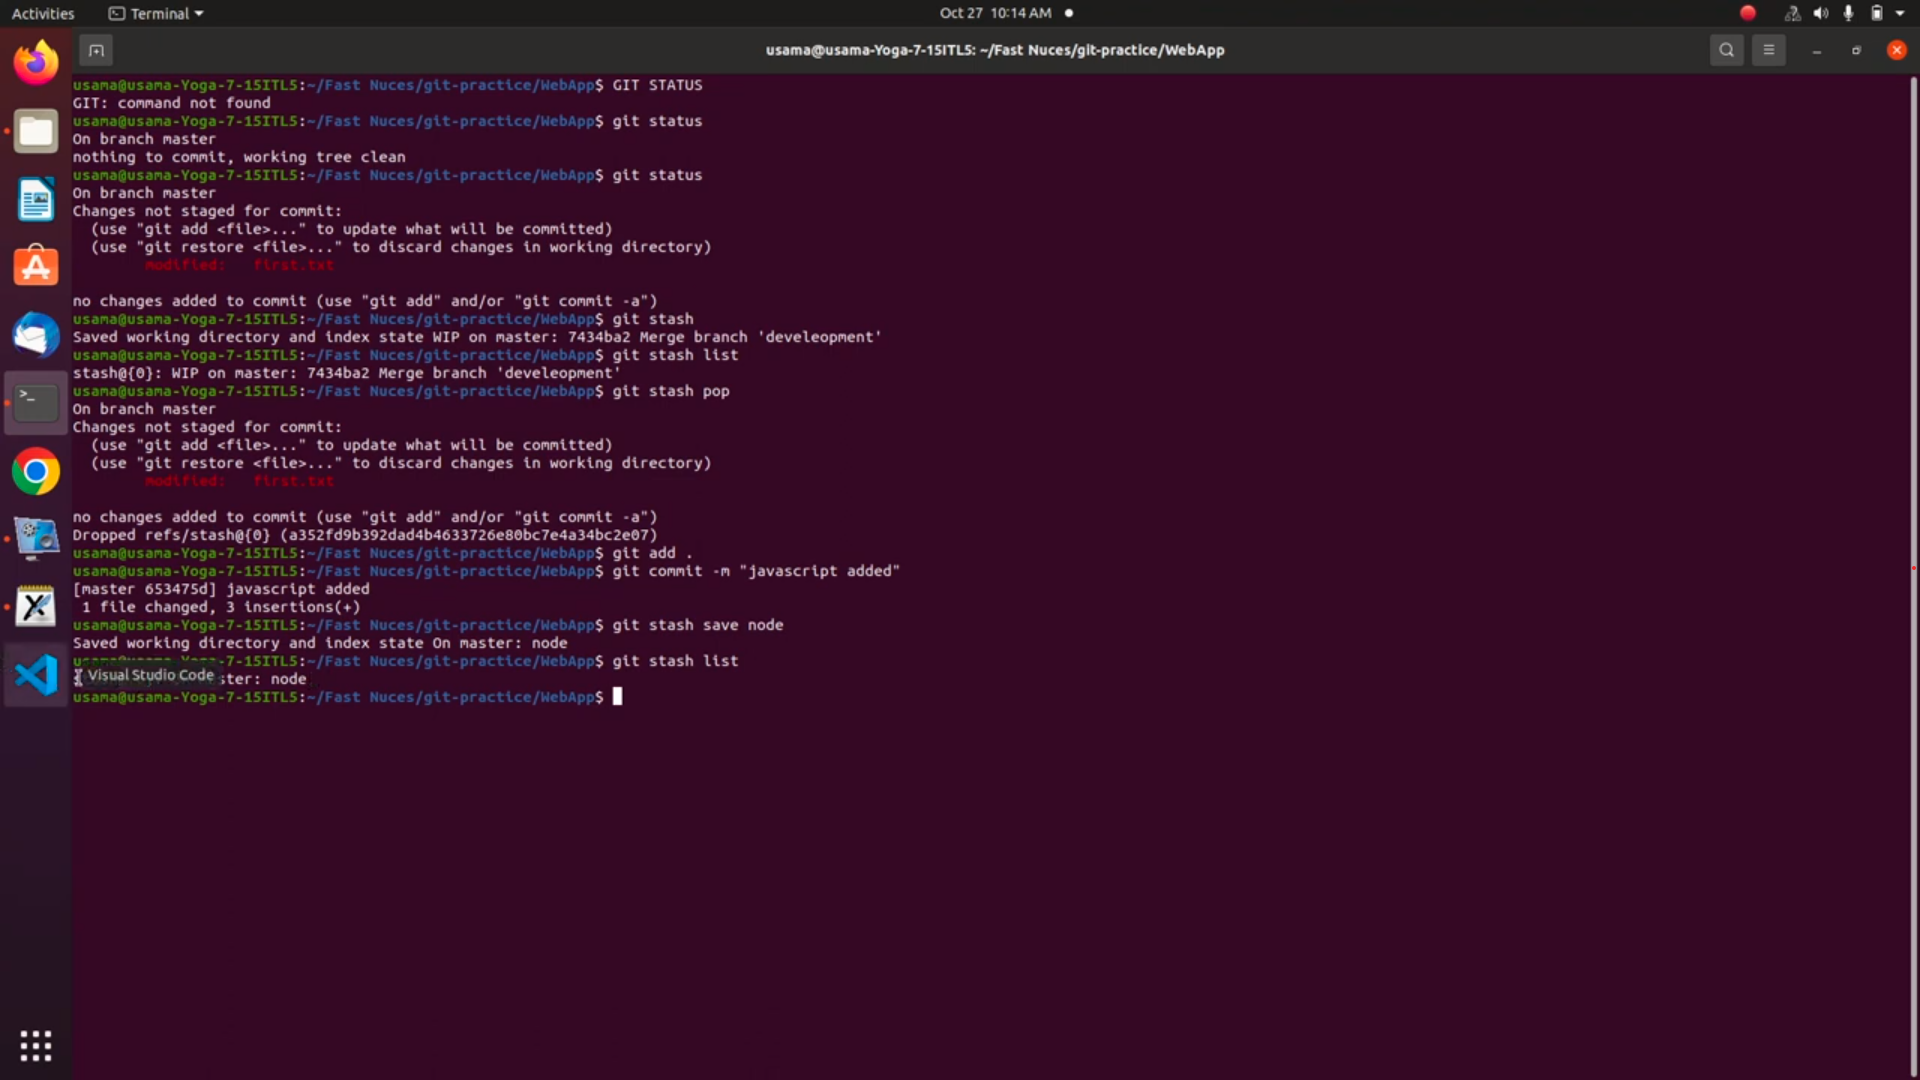 Activities Terminal Oct 27 10:14 AM
usama@usama-Yoga-7-15ITL5: ~/Fast Nuces/git-practice/WebApp
usama@usama-Yoga-7-15ITL5:~/Fast Nuces/git-practice/WebApp$ GIT STATUS
GIT: command not found
usama@usama-Yoga-7-15ITL5:~/Fast Nuces/git-practice/WebApp$ git status
On branch master
nothing to commit, working tree clean
usama@usama-Yoga-7-15ITL5:~/Fast Nuces/git-practice/WebApp$ git status
On branch master
Changes not staged for commit:
(use "git add <file>..." to update what will be committed)
(use "git restore <file>..." to discard changes in working directory)
modified: first.txt
no changes added to commit (use "git add" and/or "git commit -a")
usama@usama-Yoga-7-15ITL5:~/Fast Nuces/git-practice/WebApp$ git stash
Saved working directory and index state WIP on master: 7434ba2 Merge branch 'develeopment'
usama@usama-Yoga-7-15ITL5:~/Fast Nuces/git-practice/WebApp$ git stash list
stash@{0}: WIP on master: 7434ba2 Merge branch 'develeopment'
usama@usama-Yoga-7-15ITL5:~/Fast Nuces/git-practice/WebApp$ git stash pop
On branch master
Changes not staged for commit:
(use "git add <file>..." to update what will be committed)
(use "git restore <file>..." to discard changes in working directory)
modified: first.txt
no changes added to commit (use "git add" and/or "git commit -a")
Dropped refs/stash@{0} (a352fd9b392dad4b4633726e80bc7e4a34bc2e07)
usama@usama-Yoga-7-15ITL5:~/Fast Nuces/git-practice/WebApp$ git add .
usama@usama-Yoga-7-15ITL5:~/Fast Nuces/git-practice/WebApp$ git commit -m "javascript added"
[master 653475d] javascript added
1 file changed, 3 insertions(+)
usama@usama-Yoga-7-15ITL5:~/Fast Nuces/git-practice/WebApp$ git stash save node
Saved working directory and index state On master: node
usama@usama-Yoga-7-15ITL5:~/Fast Nuces/git-practice/WebApp$ git stash list
Visual Studio Code ster: node
usama@usama-Yoga-7-15ITL5:~/Fast Nuces/git-practice/WebApp$